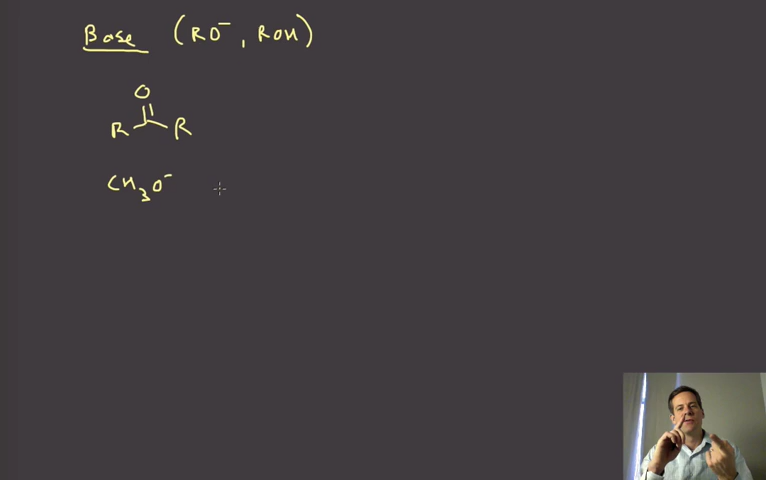 Base (RO⁻, ROH)
O
R R
CH₃O⁻